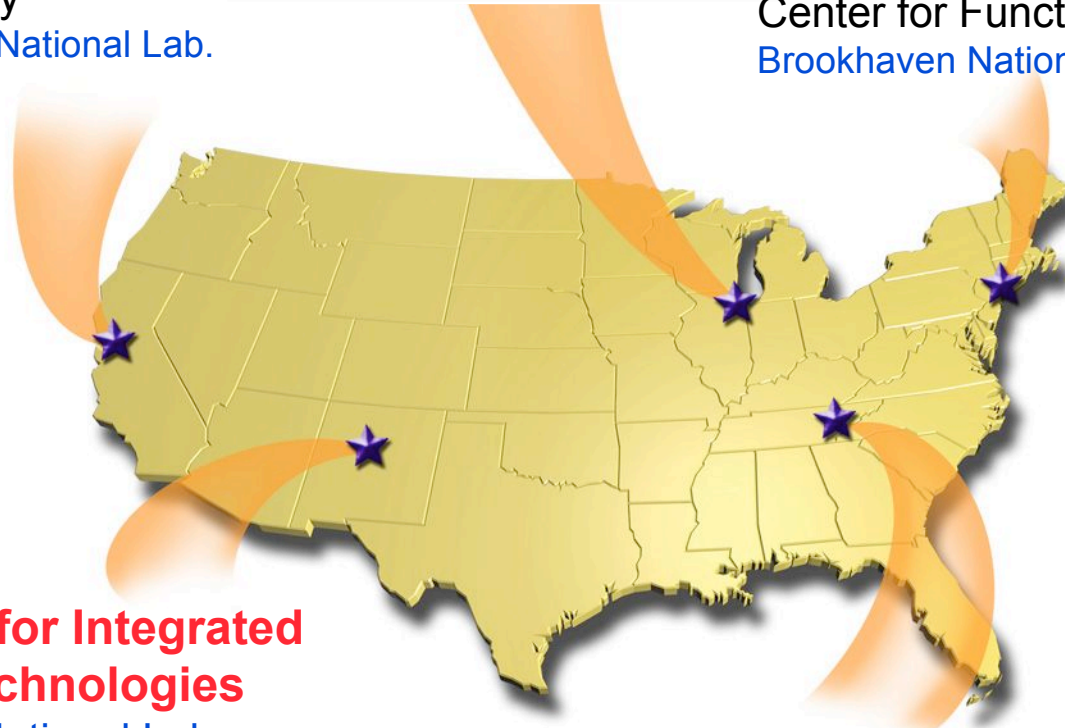 y
National Lab.
Center for Funct
Brookhaven Nation
for Integrated
chnologies